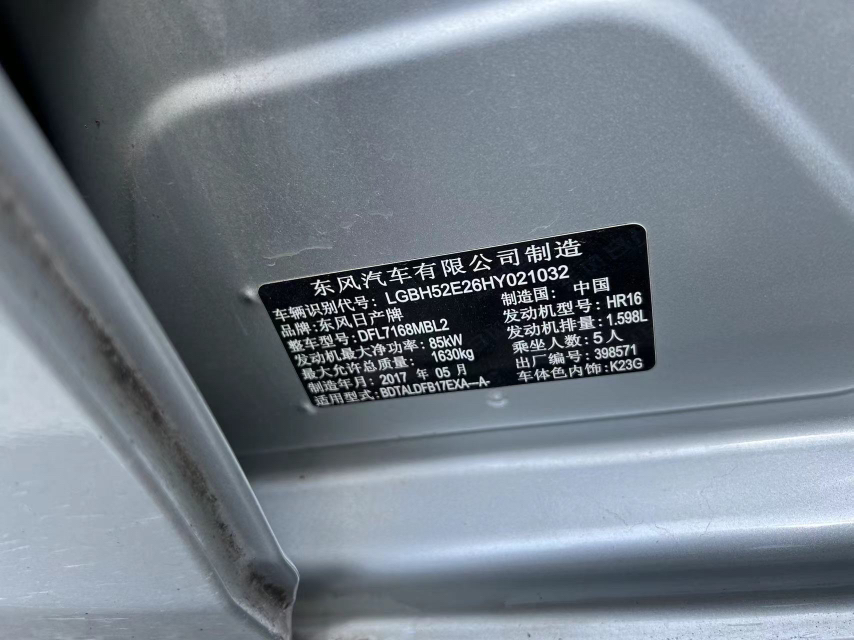 东风汽车有限公司制造
车辆识别代号: LGBH52E26HY021032
品牌:东风日产牌 制造国: 中国
整车型号: DFL7168MBL2 发动机型号: HR16
发动机最大净功率: 85kW 发动机排量: 1.598L
最大允许总质量: 1630kg 乘坐人数: 5 人
制造年月: 2017 年 05 月 出厂编号: 398571
适用型式: BDTALDFB17EXA--A- 车体色内饰: K23G